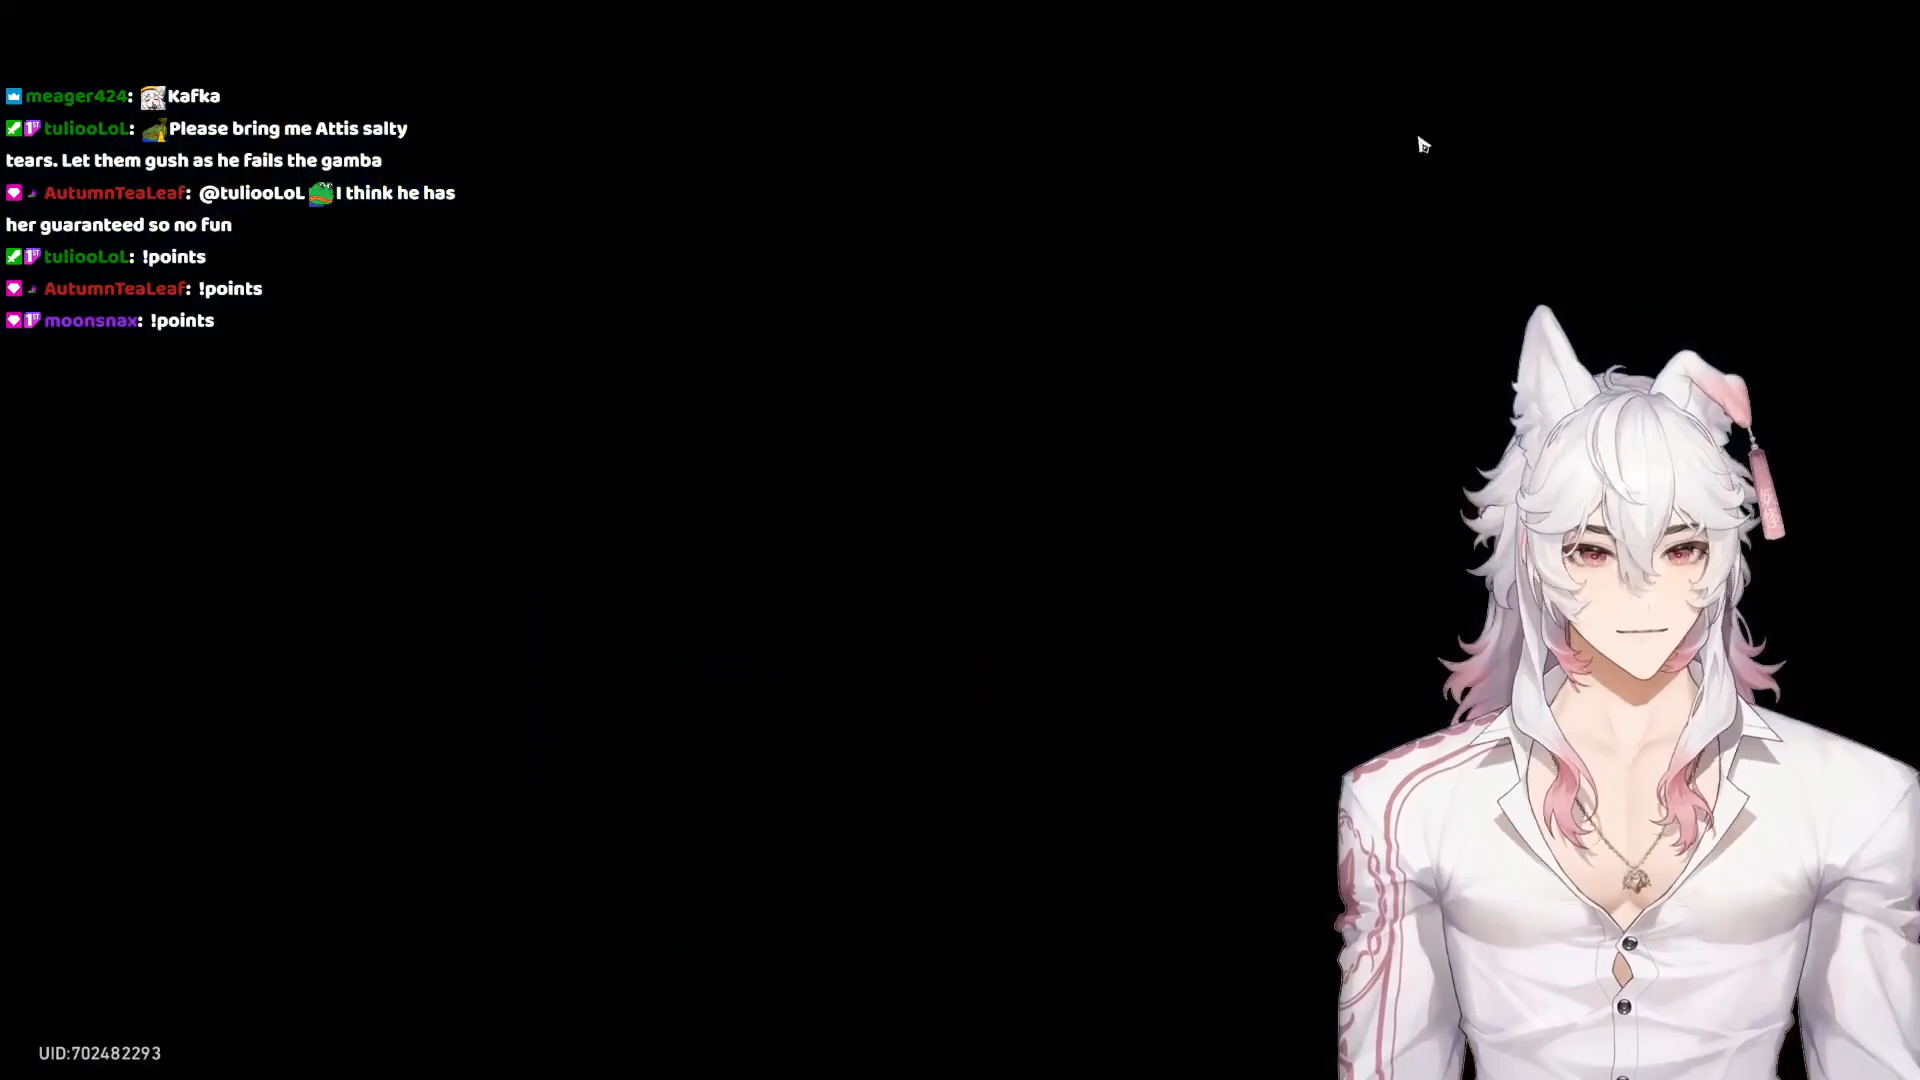 meager424: Kafka
tuliooLoL: Please bring me Attis salty
tears. Let them gush as he fails the gamba
AutumnTeaLeaf: @tuliooLoL I think he has
her guaranteed so no fun
tuliooLoL: !points
AutumnTeaLeaf: !points
moonsnax: !points
UID:702482293